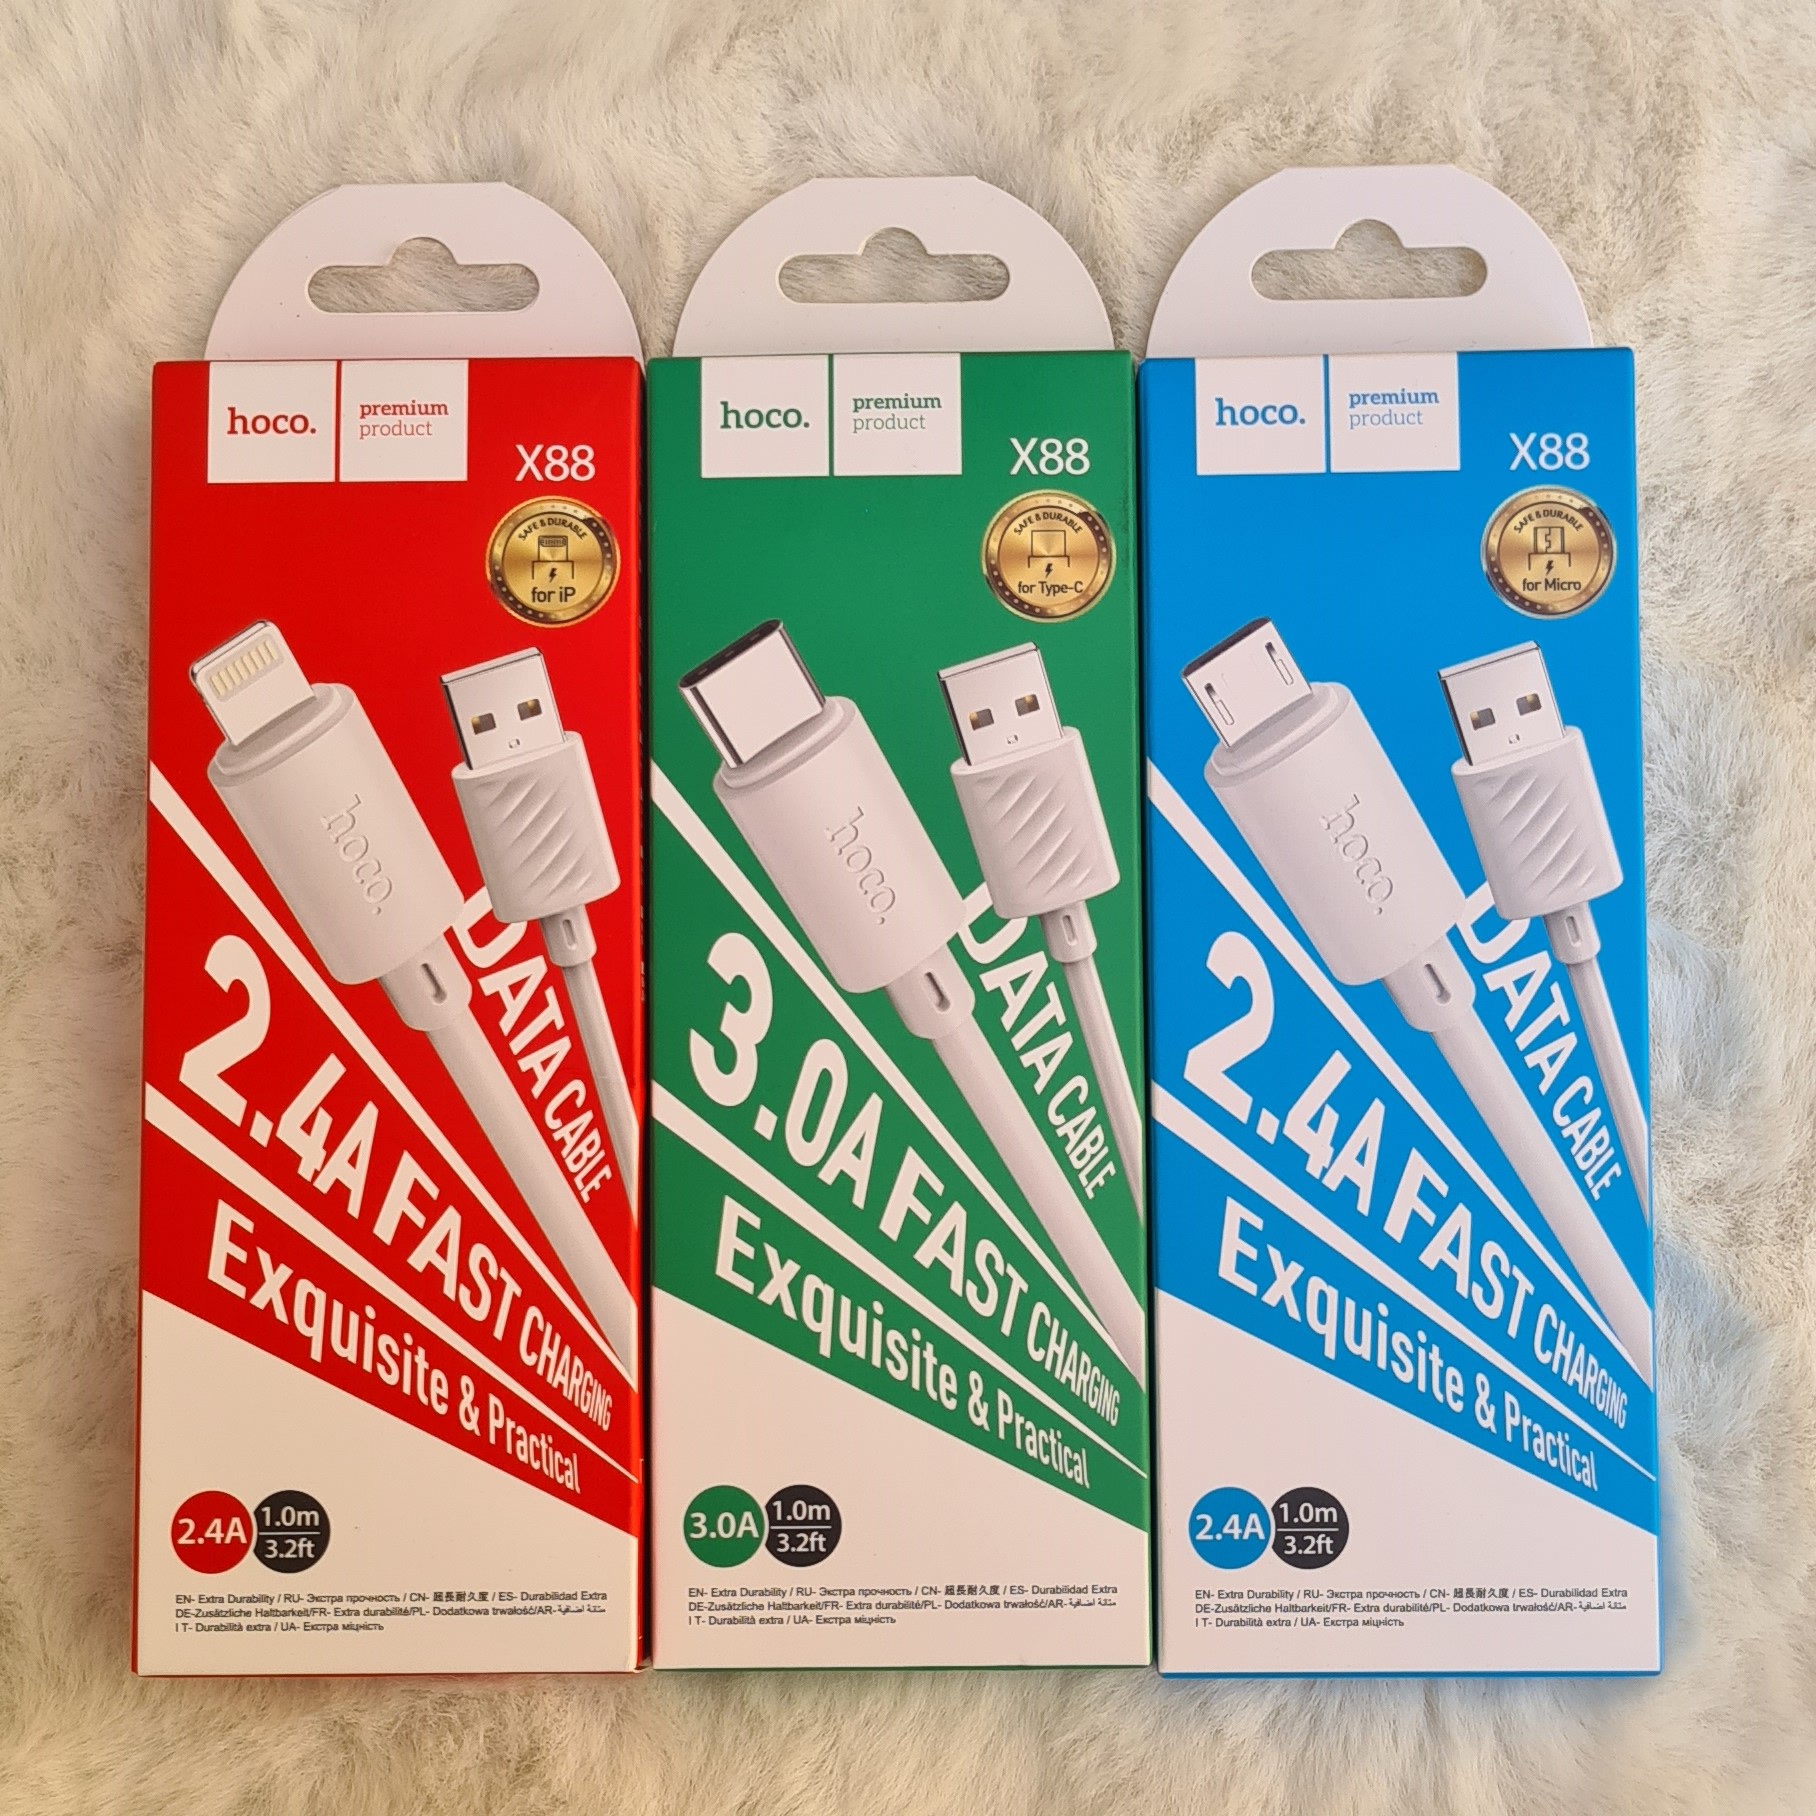 hoco.
premium
product
X88
SAFE & DURABLE
for iP
hoco.
DATA CABLE
2.4A FAST CHARGING
Exquisite & Practical
2.4A
1.0m
3.2ft
EN- Extra Durability / RU- Экстра прочность / CN- 超長耐久度 / ES- Durabilidad Extra
DE-Zusätzliche Haltbarkeit/FR- Extra durabilité/PL- Dodatkowa trwałość/AR- متانة اضافية
I T- Durabilità extra / UA- Екстра міцність
hoco.
premium
product
X88
SAFE & DURABLE
for Type-C
hoco.
DATA CABLE
3.0A FAST CHARGING
Exquisite & Practical
3.0A
1.0m
3.2ft
EN- Extra Durability / RU- Экстра прочность / CN- 超長耐久度 / ES- Durabilidad Extra
DE-Zusätzliche Haltbarkeit/FR- Extra durabilité/PL- Dodatkowa trwałość/AR- متانة اضافية
I T- Durabilità extra / UA- Екстра міцність
hoco.
premium
product
X88
SAFE & DURABLE
for Micro
hoco.
DATA CABLE
2.4A FAST CHARGING
Exquisite & Practical
2.4A
1.0m
3.2ft
EN- Extra Durability / RU- Экстра прочность / CN- 超長耐久度 / ES- Durabilidad Extra
DE-Zusätzliche Haltbarkeit/FR- Extra durabilité/PL- Dodatkowa trwałość/AR- متانة اضافية
I T- Durabilità extra / UA- Екстра міцність